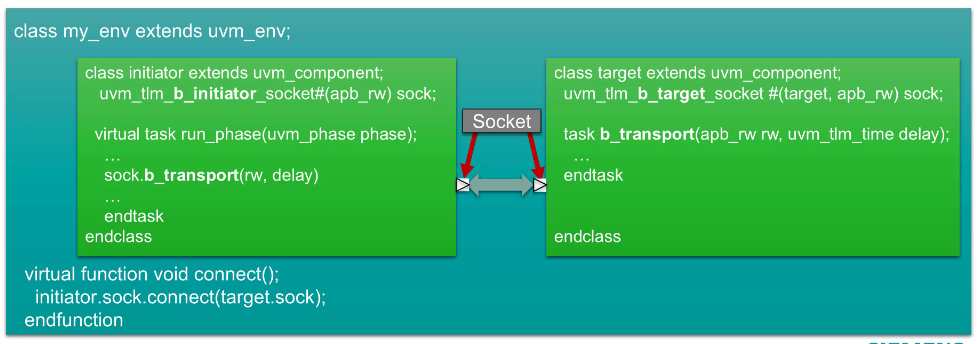 class my_env extends uvm_env;
class initiator extends uvm_component;
uvm_tlm_b_initiator_socket#(apb_rw) sock;
virtual task run_phase(uvm_phase phase);
...
sock.b_transport(rw, delay)
...
endtask
endclass
Socket
class target extends uvm_component;
uvm_tlm_b_target_socket #(target, apb_rw) sock;
task b_transport(apb_rw rw, uvm_tlm_time delay);
...
endtask
endclass
virtual function void connect();
initiator.sock.connect(target.sock);
endfunction